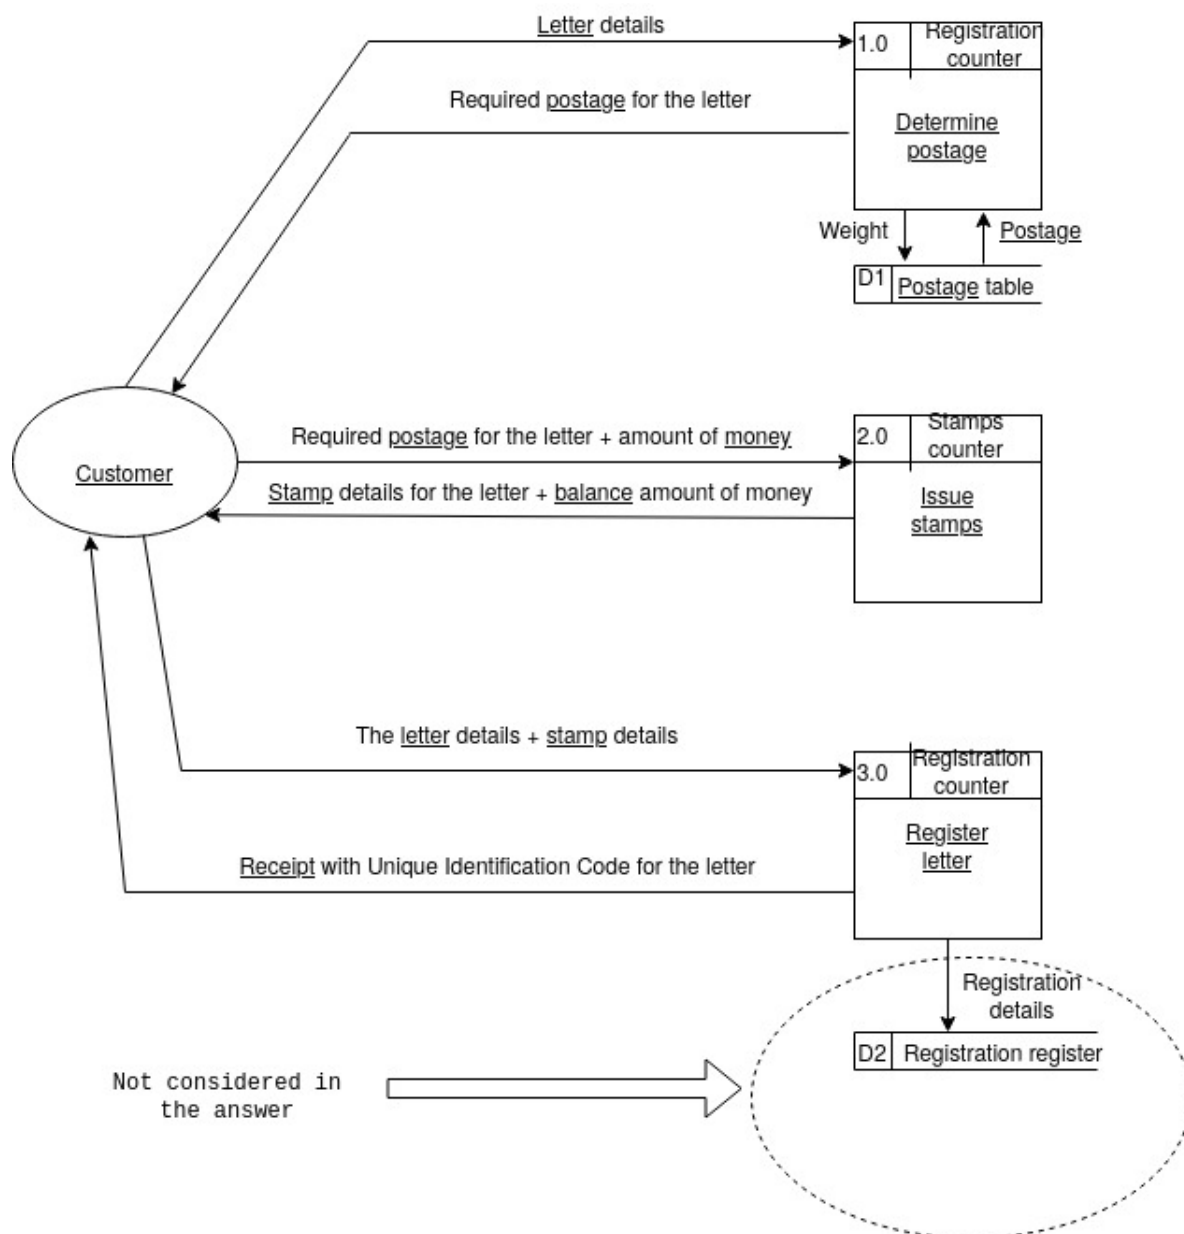 Letter details
1.0
Registration
counter
Required postage for the letter
Determine
postage
Weight
Postage
D1
Postage table
Customer
Required postage for the letter + amount of money
2.0
Stamps
counter
Stamp details for the letter + balance amount of money
Issue
stamps
The letter details + stamp details
3.0
Registration
counter
Register
letter
Receipt with Unique Identification Code for the letter
Registration
details
D2
Registration register
Not considered in
the answer